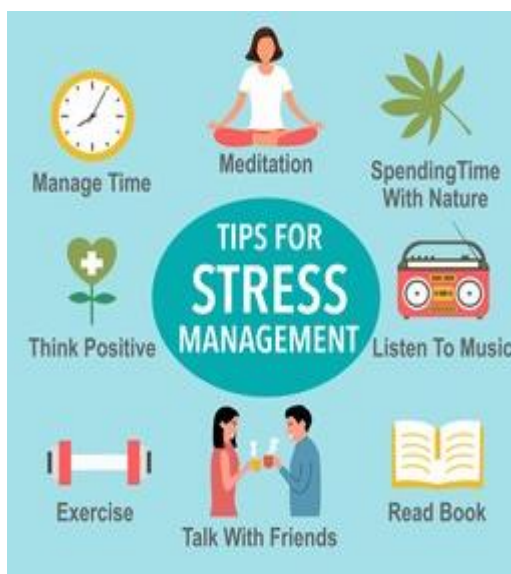 Manage Time
Meditation
SpendingTime
With Nature
TIPS FOR
STRESS
MANAGEMENT
Think Positive
Listen To Music
Exercise
Talk With Friends
Read Book